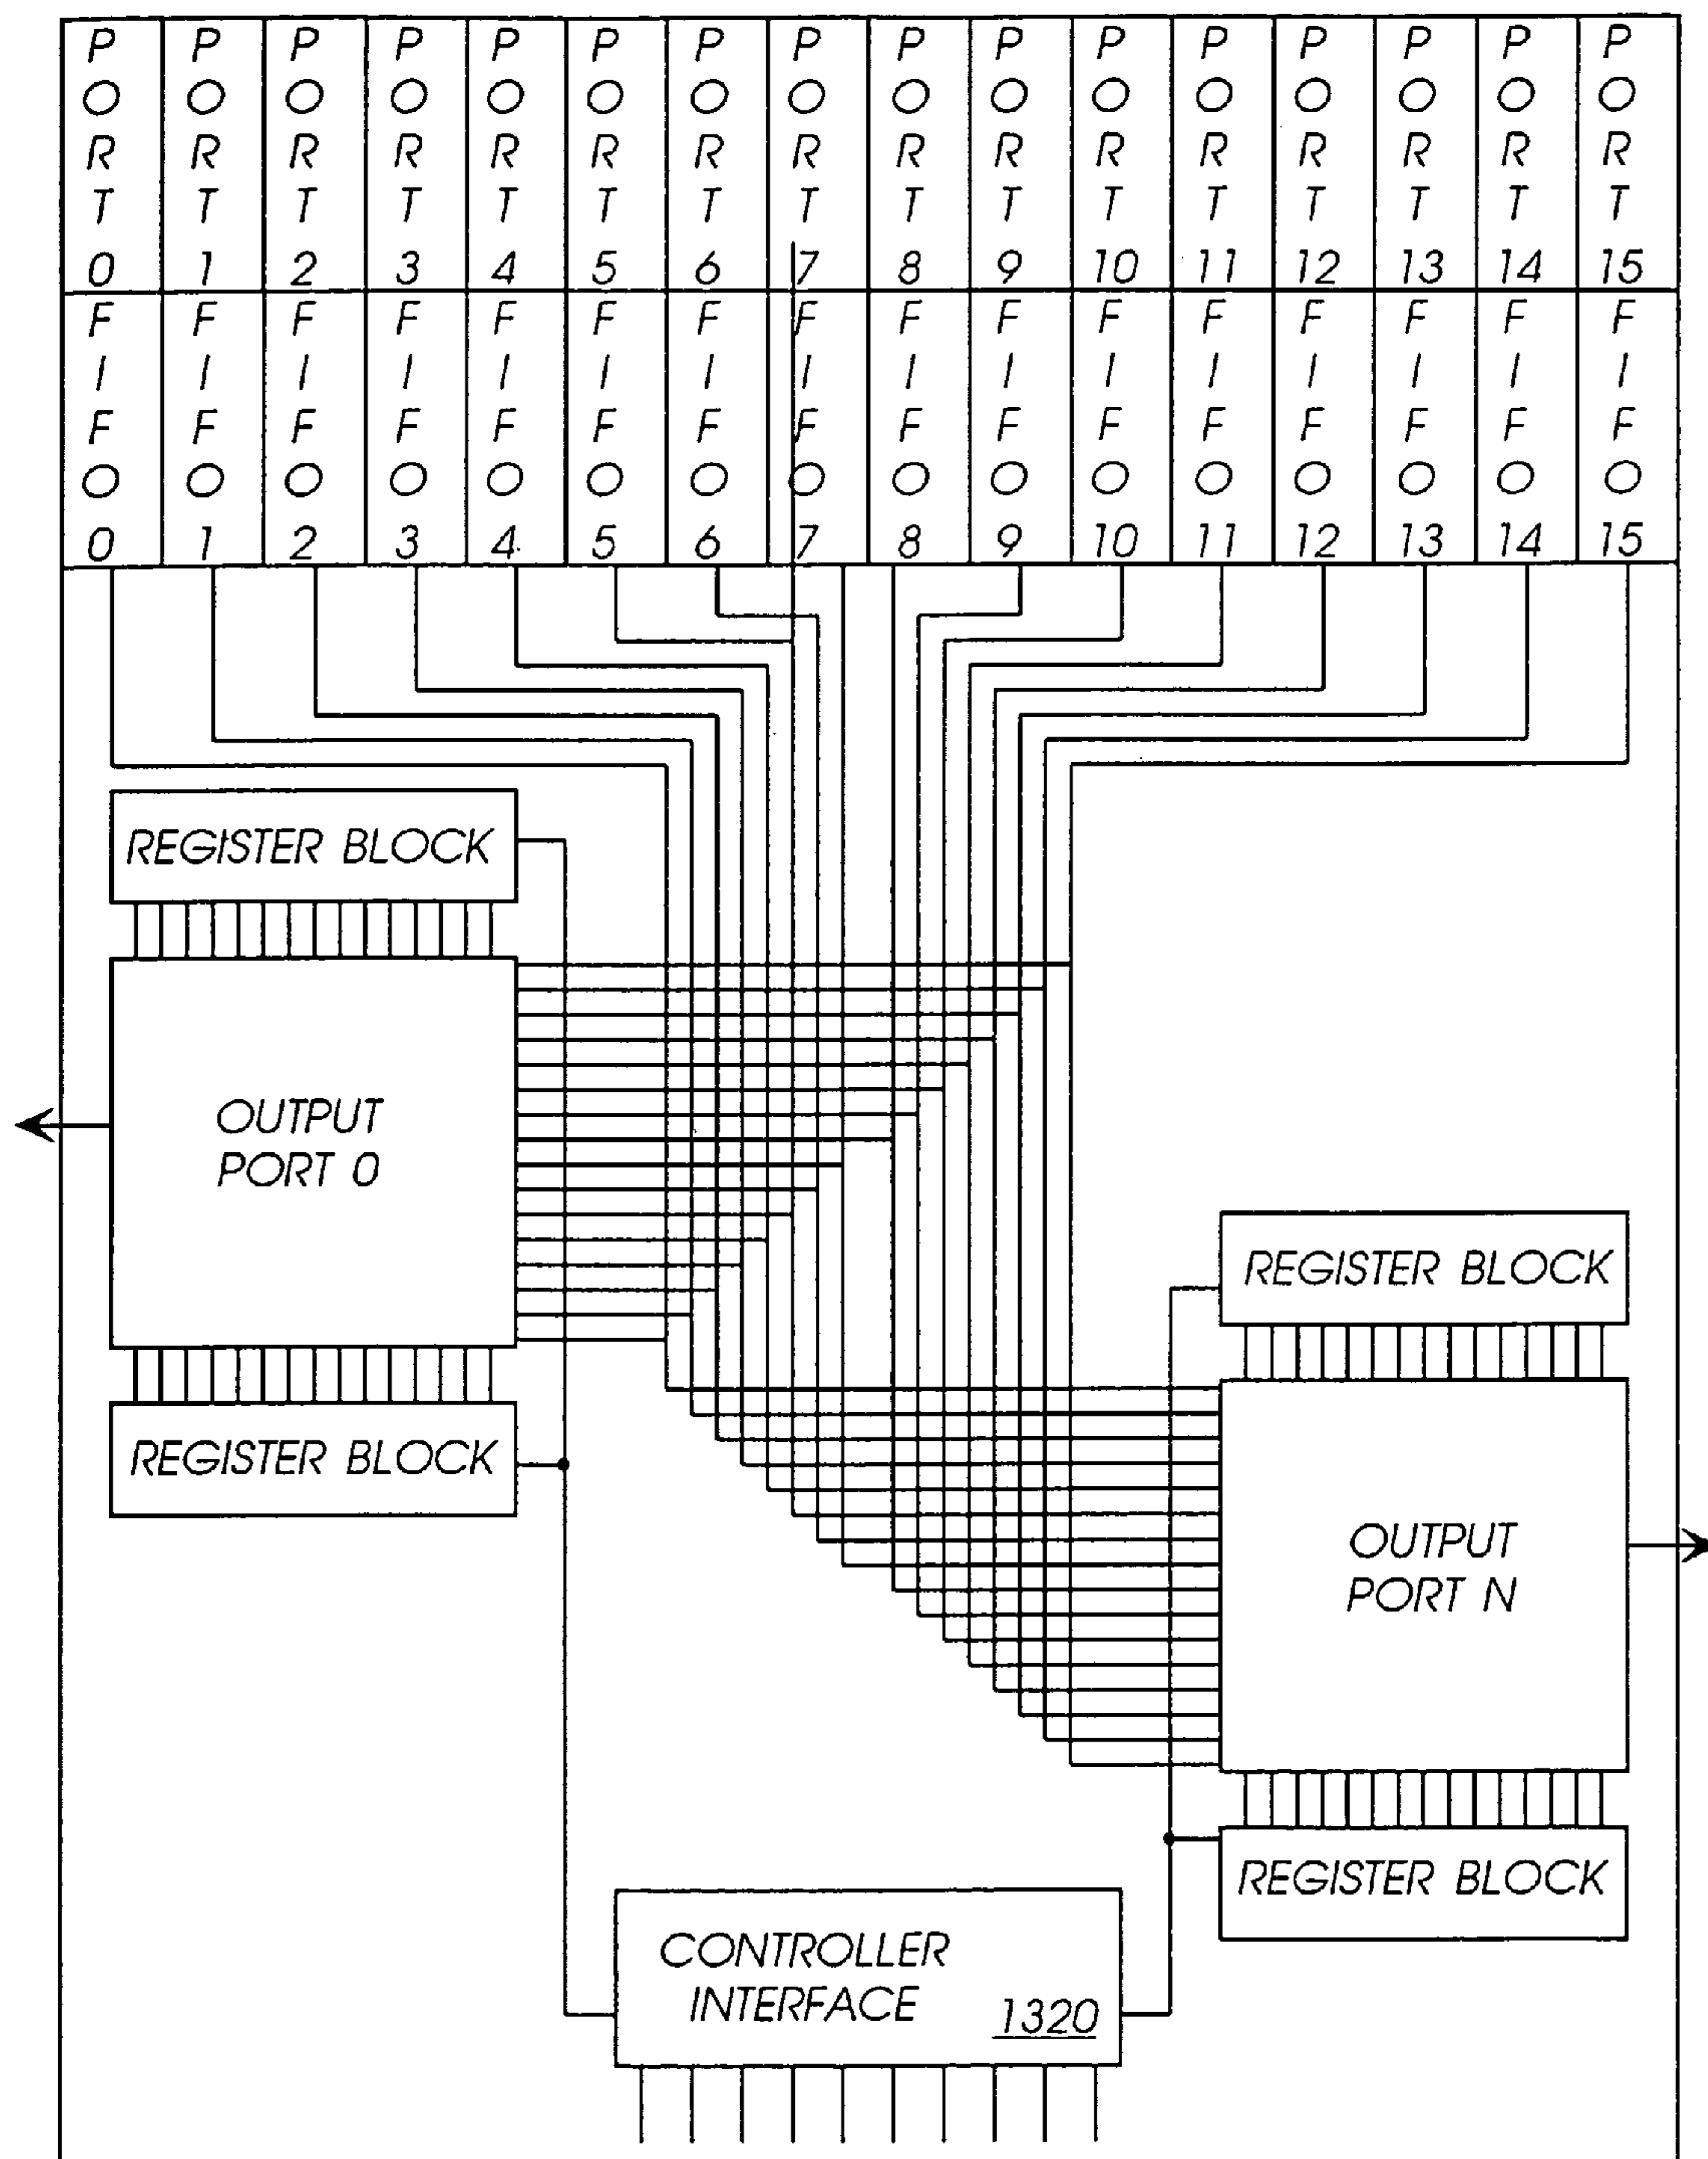 PORT 0
PORT 1
PORT 2
PORT 3
PORT 4
PORT 5
PORT 6
PORT 7
PORT 8
PORT 9
PORT 10
PORT 11
PORT 12
PORT 13
PORT 14
PORT 15
FIFO 0
FIFO 1
FIFO 2
FIFO 3
FIFO 4
FIFO 5
FIFO 6
FIFO 7
FIFO 8
FIFO 9
FIFO 10
FIFO 11
FIFO 12
FIFO 13
FIFO 14
FIFO 15
REGISTER BLOCK
OUTPUT
PORT 0
REGISTER BLOCK
REGISTER BLOCK
OUTPUT
PORT N
REGISTER BLOCK
CONTROLLER
INTERFACE
1320